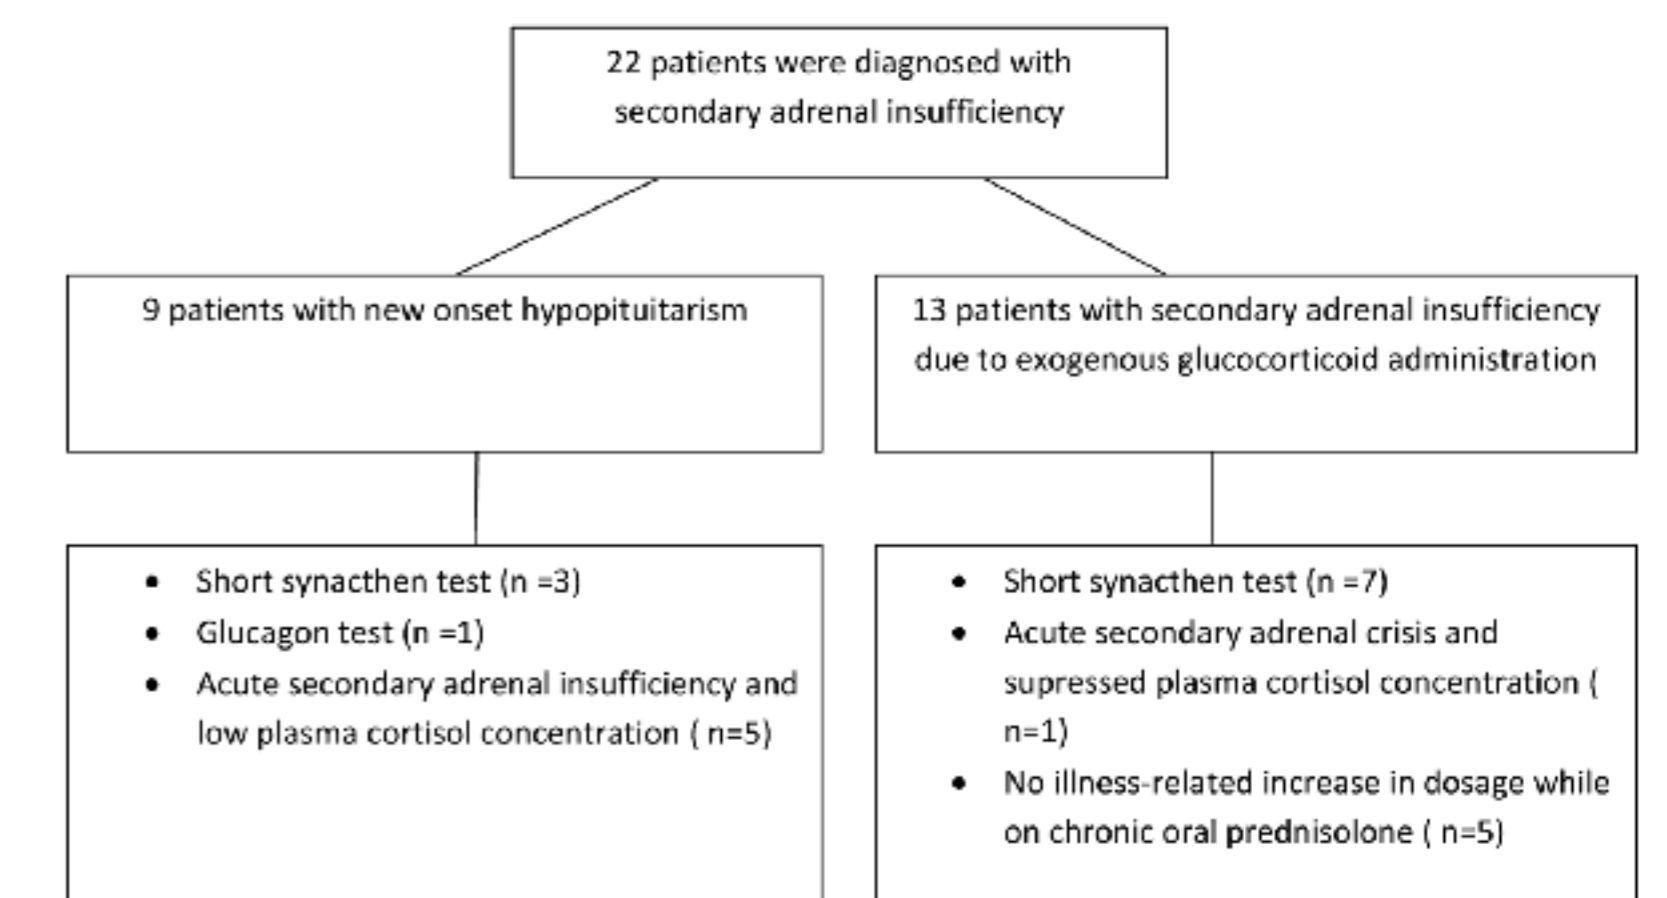 22 patients were diagnosed with
secondary adrenal insufficiency
9 patients with new onset hypopituitarism
13 patients with secondary adrenal insufficiency
due to exogenous glucocorticoid administration
• Short synacthen test (n =3)
• Glucagon test (n =1)
• Acute secondary adrenal insufficiency and
low plasma cortisol concentration ( n=5)
• Short synacthen test (n =7)
• Acute secondary adrenal crisis and
supressed plasma cortisol concentration (
n=1)
• No illness-related increase in dosage while
on chronic oral prednisolone ( n=5)